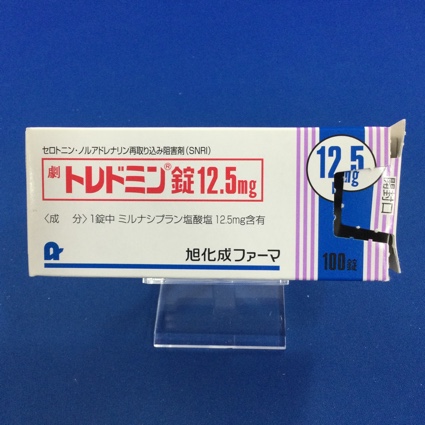 セロトニン・ノルアドレナリン再取り込み阻害剤(SNRI)
劇 トレドミン®錠12.5mg
〈成 分〉1錠中 ミルナシプラン塩酸塩 12.5mg含有
旭化成ファーマ
12.5
mg
100錠
開封口